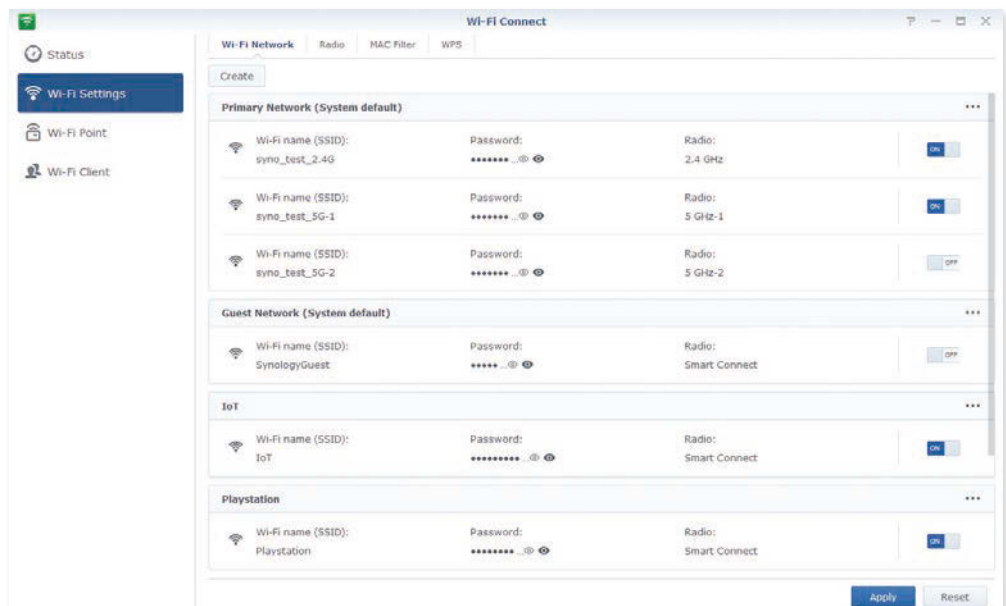 Wi-Fi Connect
Status
Wi-Fi Settings
Wi-Fi Point
Wi-Fi Client
Wi-Fi Network Radio MAC Filter WPS
Create
Primary Network (System default)
Wi-Fi name (SSID): Password: Radio:
syno_test_2.4G ••••••• ... 2.4 GHz ON
Wi-Fi name (SSID): Password: Radio:
syno_test_5G-1 ••••••• ... 5 GHz-1 ON
Wi-Fi name (SSID): Password: Radio:
syno_test_5G-2 ••••••• ... 5 GHz-2 OFF
Guest Network (System default)
Wi-Fi name (SSID): Password: Radio:
SynologyGuest ••••• ... Smart Connect OFF
IoT
Wi-Fi name (SSID): Password: Radio:
IoT ••••••••• ... Smart Connect ON
Playstation
Wi-Fi name (SSID): Password: Radio:
Playstation •••••••• ... Smart Connect ON
Apply Reset